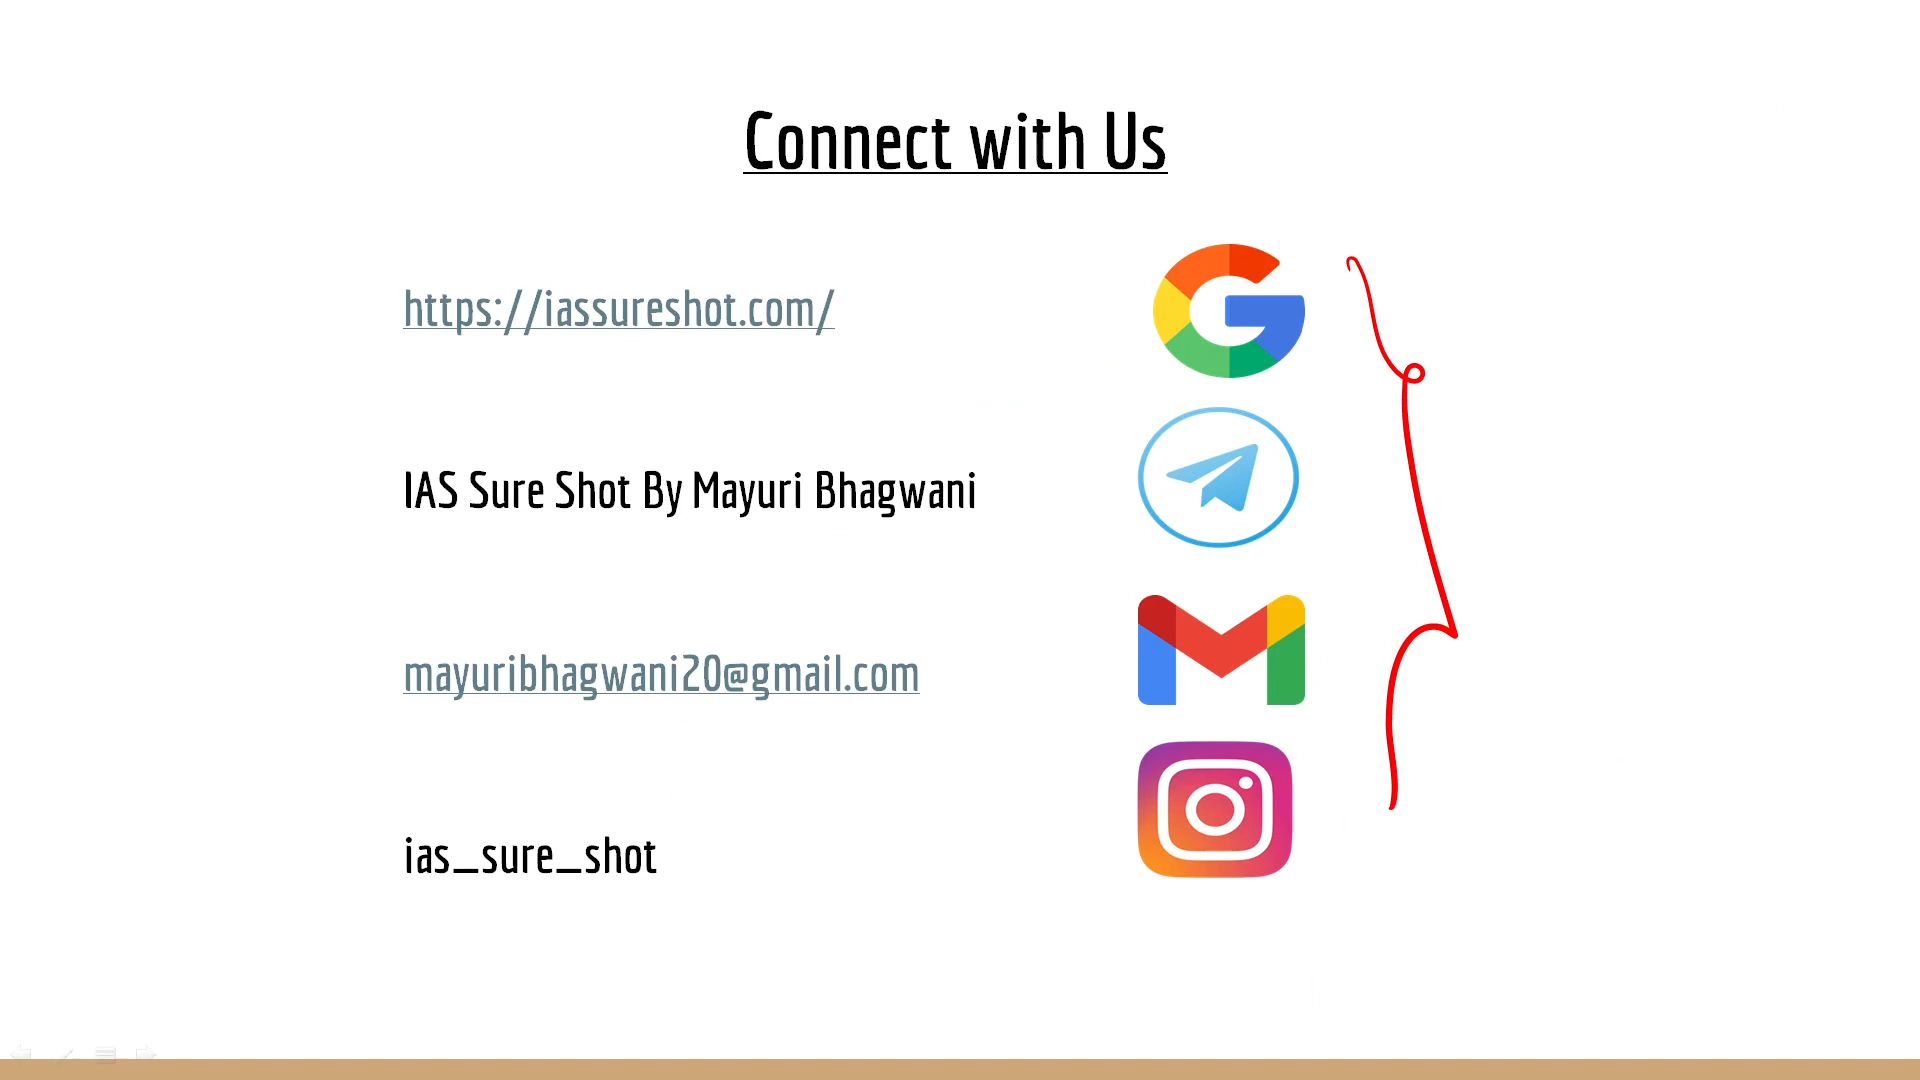 Connect with Us
https://iassureshot.com/
IAS Sure Shot By Mayuri Bhagwani
mayuribhagwani20@gmail.com
ias_sure_shot